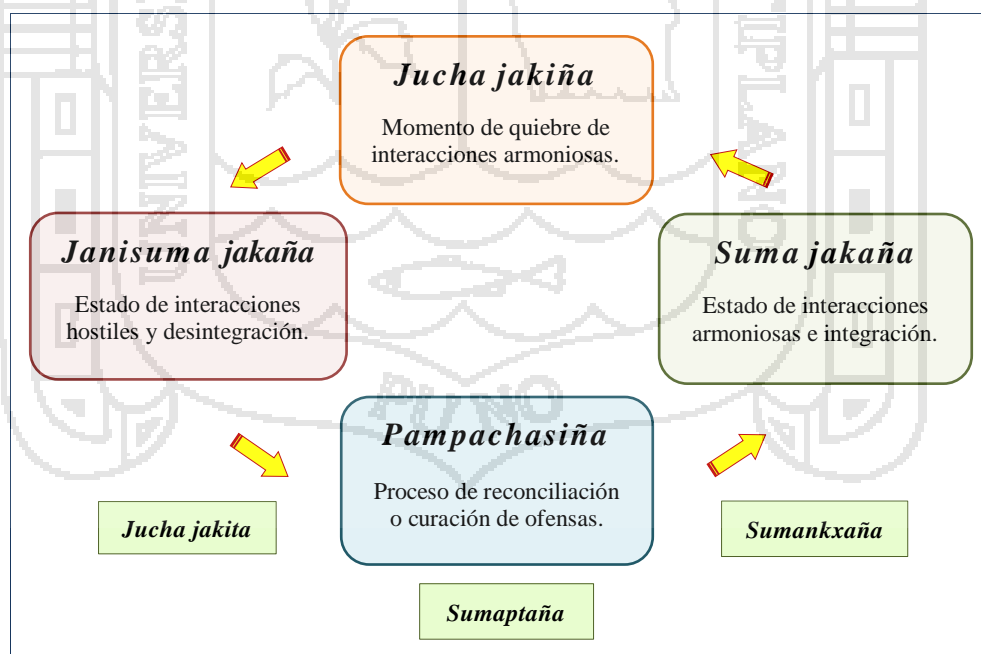 Jucha jakiña
Momento de quiebre de
interacciones armoniosas.
Janisuma jakaña
Estado de interacciones
hostiles y desintegración.
Suma jakaña
Estado de interacciones
armoniosas e integración.
Pampachasiña
Proceso de reconciliación
o curación de ofensas.
Jucha jakita
Sumankxaña
Sumaptaña
PUNO